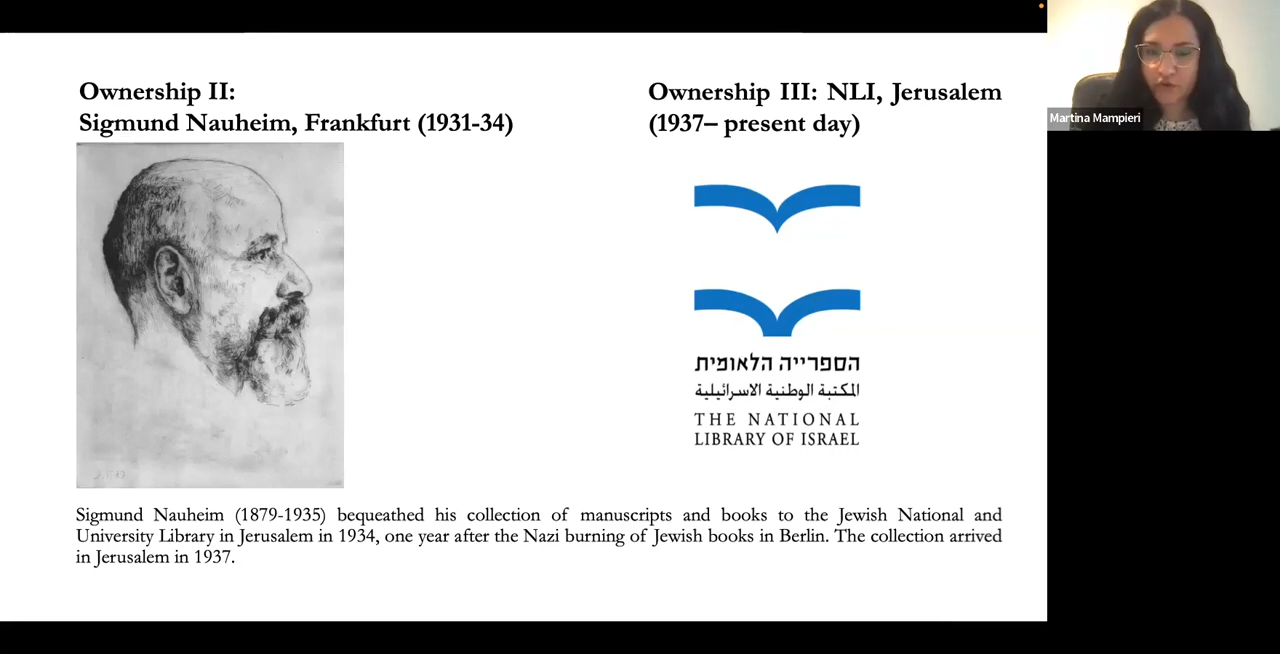 Ownership II:
Sigmund Nauheim, Frankfurt (1931-34)
Ownership III: NLI, Jerusalem
(1937– present day)
Martina Mampieri
הספרייה הלאומית
المكتبة الوطنية الاسرائيلية
THE NATIONAL
LIBRARY OF ISRAEL
Sigmund Nauheim (1879-1935) bequeathed his collection of manuscripts and books to the Jewish National and
University Library in Jerusalem in 1934, one year after the Nazi burning of Jewish books in Berlin. The collection arrived
in Jerusalem in 1937.